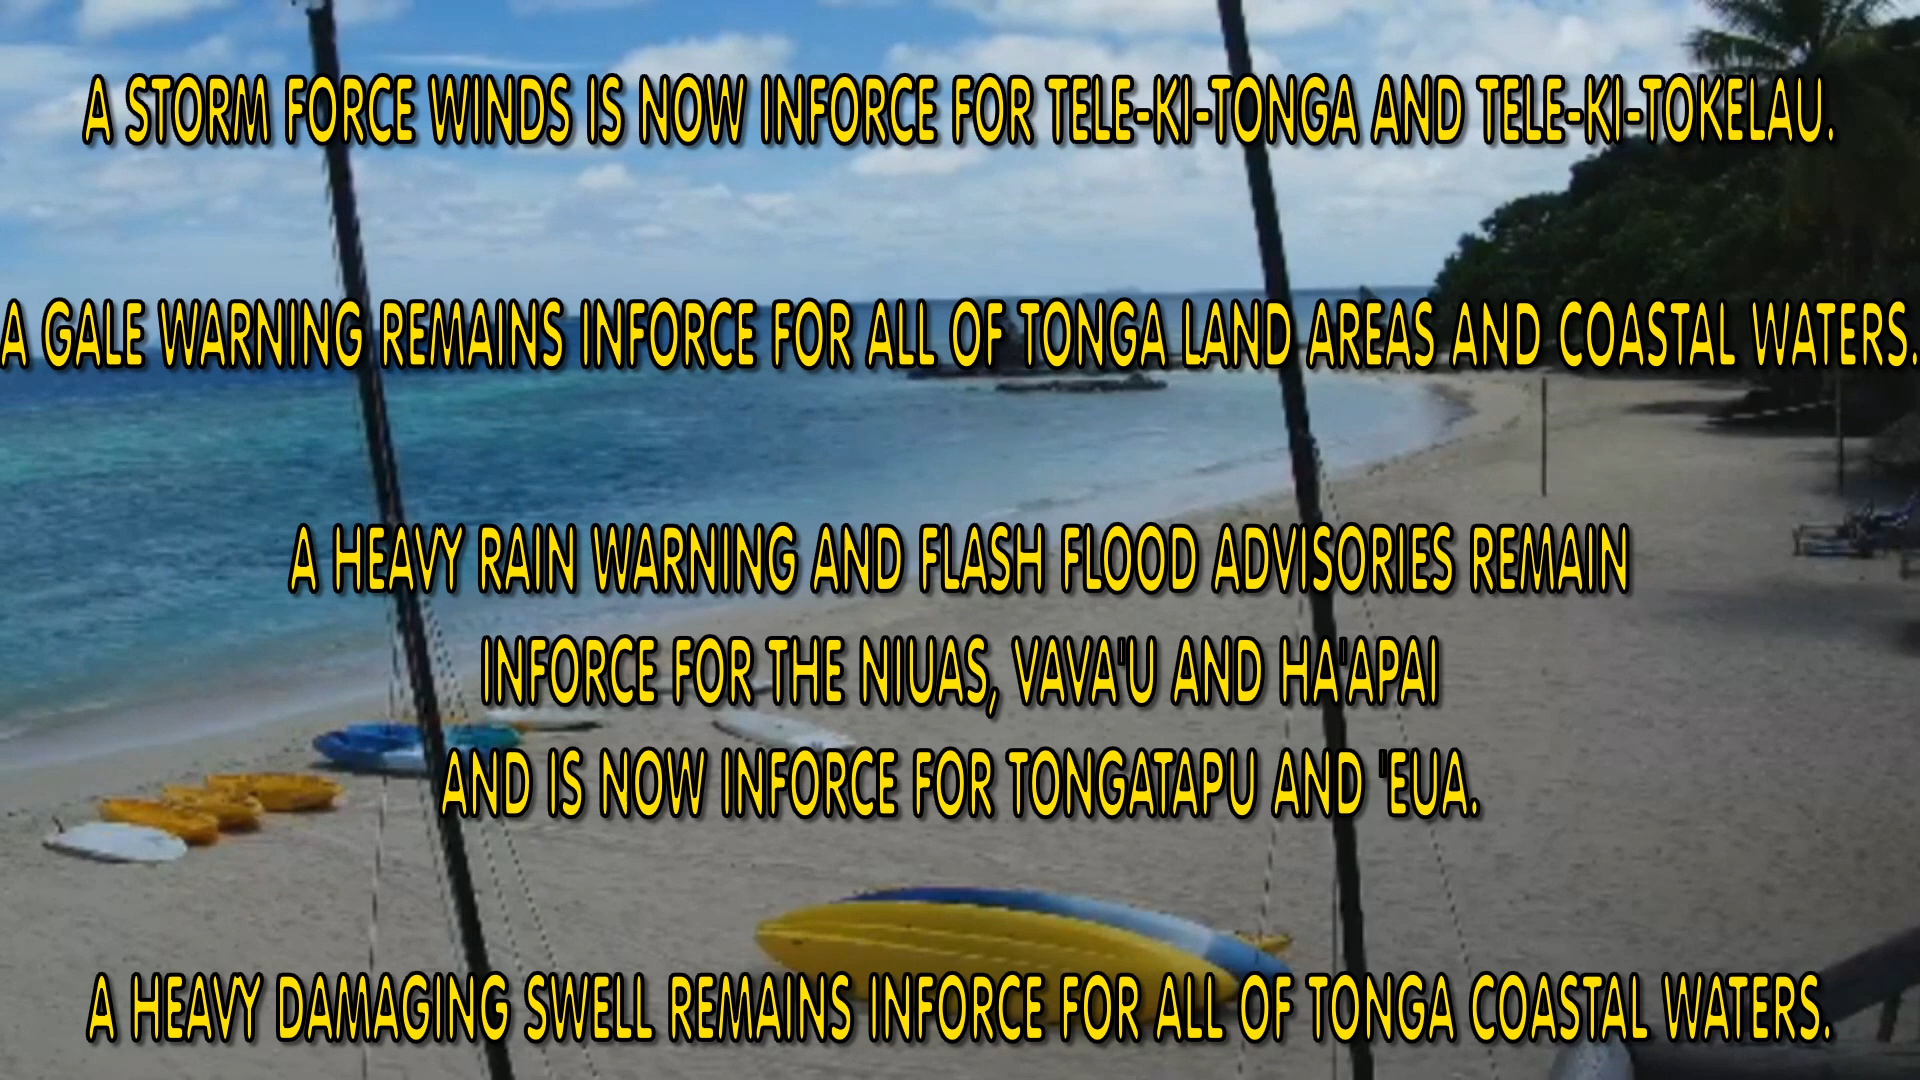 A STORM FORCE WINDS IS NOW INFORCE FOR TELE-KI-TONGA AND TELE-KI-TOKELAU.
A GALE WARNING REMAINS INFORCE FOR ALL OF TONGA LAND AREAS AND COASTAL WATERS.
A HEAVY RAIN WARNING AND FLASH FLOOD ADVISORIES REMAIN
INFORCE FOR THE NIUAS, VAVA'U AND HA'APAI
AND IS NOW INFORCE FOR TONGATAPU AND 'EUA.
A HEAVY DAMAGING SWELL REMAINS INFORCE FOR ALL OF TONGA COASTAL WATERS.